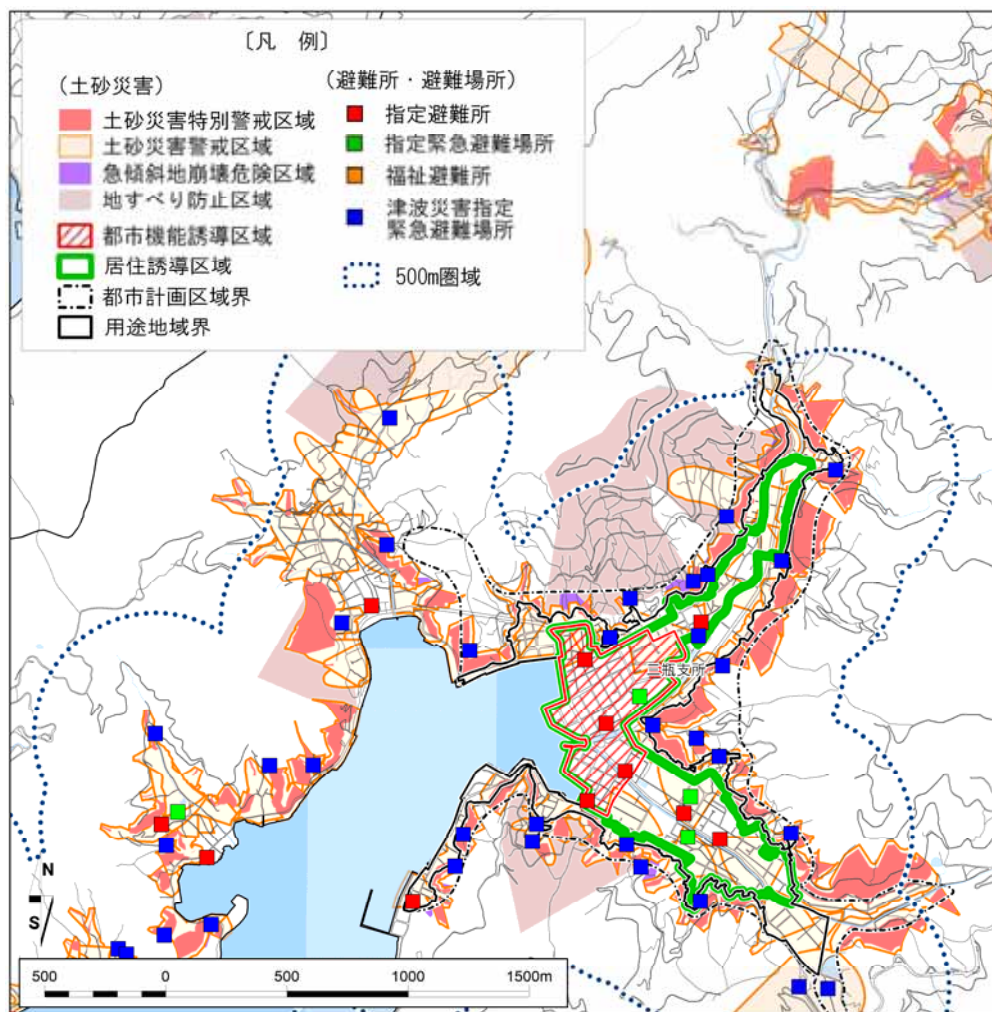 〔凡 例〕
（土砂災害）
土砂災害特別警戒区域
土砂災害警戒区域
急傾斜地崩壊危険区域
地すべり防止区域
都市機能誘導区域
居住誘導区域
都市計画区域界
用途地域界
（避難所・避難場所）
指定避難所
指定緊急避難場所
福祉避難所
津波災害指定
緊急避難場所
500m圏域
三瓶支所
N
S
500 0 500 1000 1500m